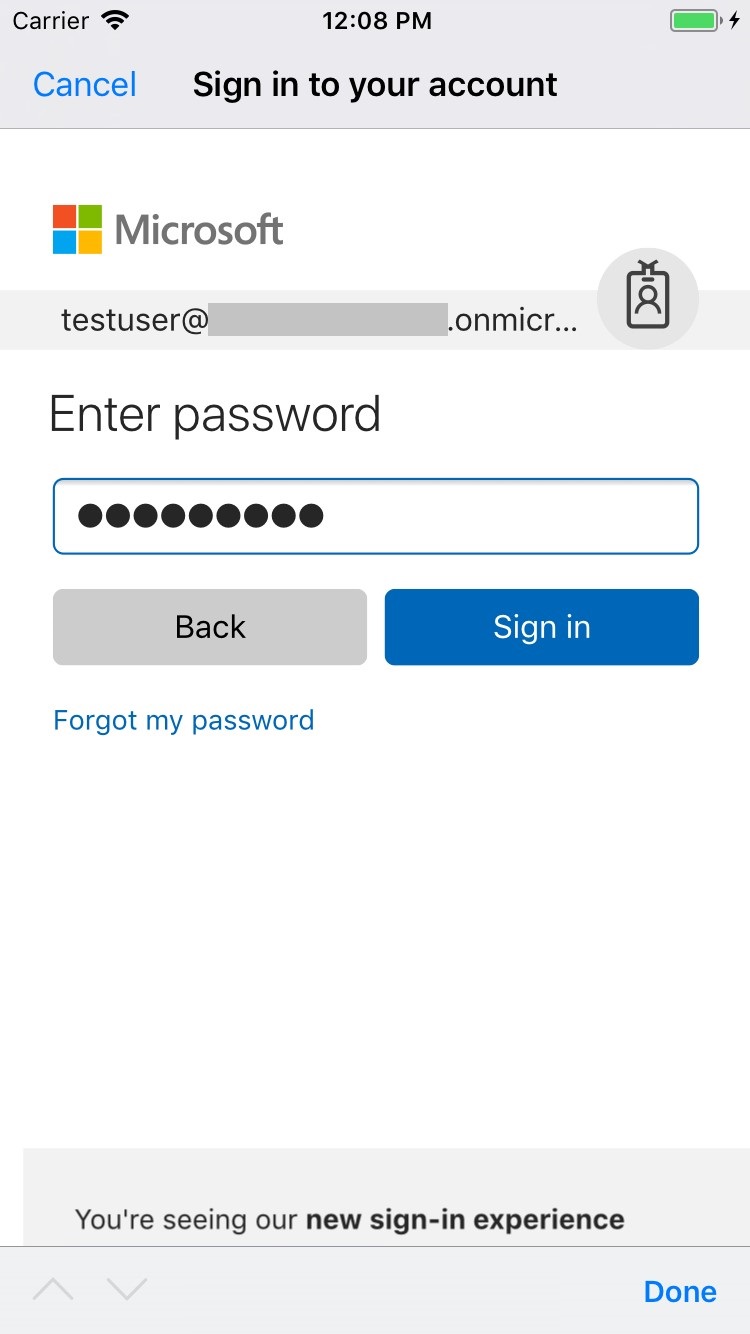 Carrier 12:08 PM
Cancel Sign in to your account
Microsoft
testuser@ .onmicr...
Enter password
●●●●●●●●●
Back Sign in
Forgot my password
You're seeing our new sign-in experience
Done